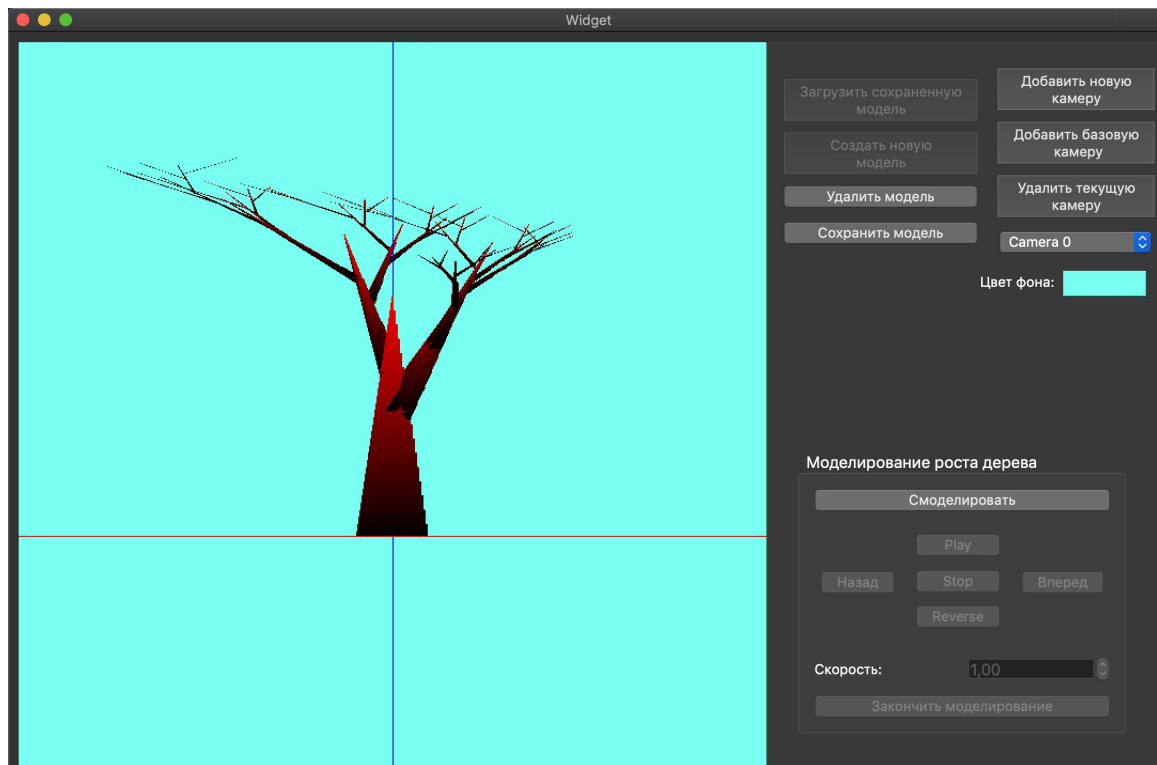 Widget
Загрузить сохраненную
модель
Создать новую
модель
Удалить модель
Сохранить модель
Добавить новую
камеру
Добавить базовую
камеру
Удалить текущую
камеру
Camera 0
Цвет фона:
Моделирование роста дерева
Смоделировать
Play
Назад
Stop
Вперед
Reverse
Скорость:
1,00
Закончить моделирование